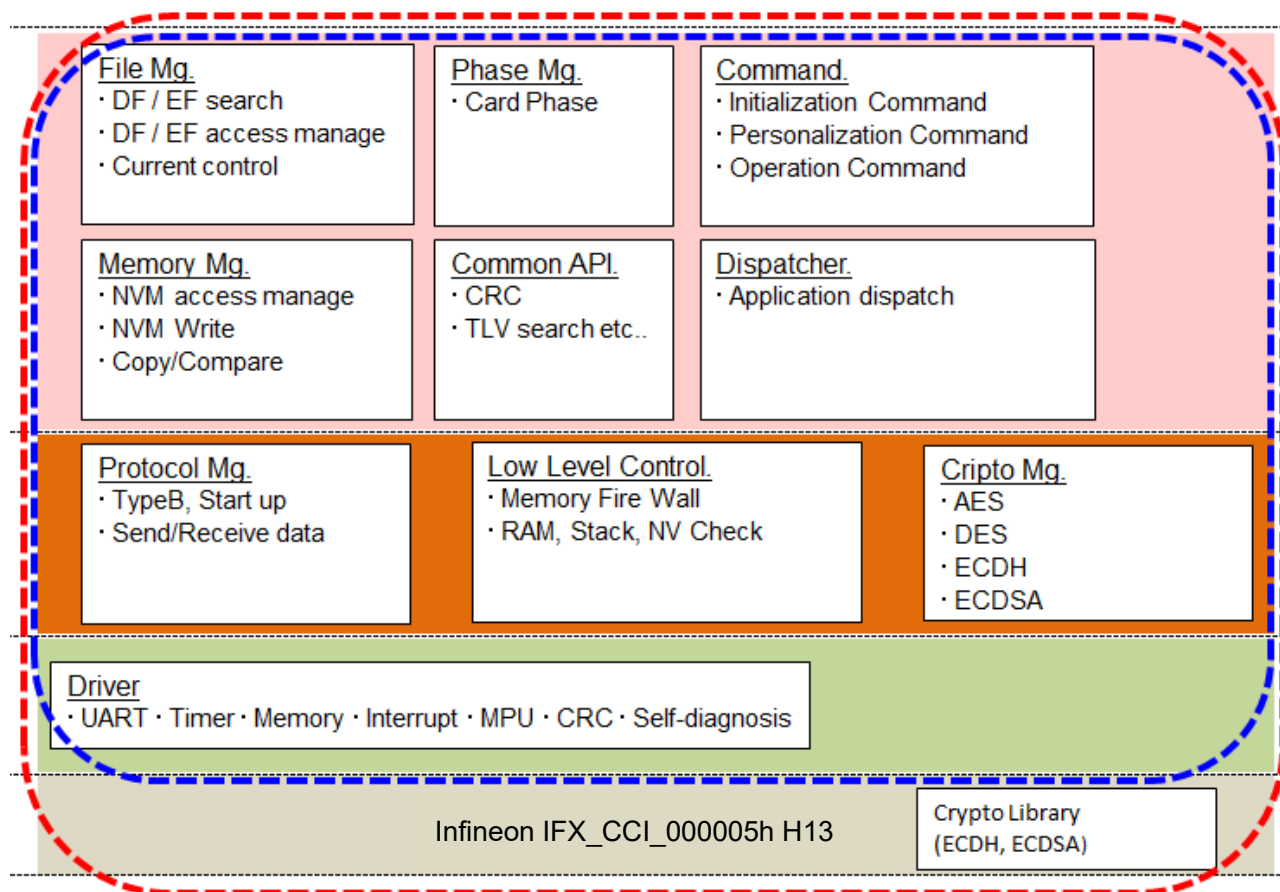 File Mg.
・DF / EF search
・DF / EF access manage
・Current control
Phase Mg.
・Card Phase
Command.
・Initialization Command
・Personalization Command
・Operation Command
Memory Mg.
・NVM access manage
・NVM Write
・Copy/Compare
Common API.
・CRC
・TLV search etc..
Dispatcher.
・Application dispatch
Protocol Mg.
・TypeB, Start up
・Send/Receive data
Low Level Control.
・Memory Fire Wall
・RAM, Stack, NV Check
Cripto Mg.
・AES
・DES
・ECDH
・ECDSA
Driver
・UART・Timer・Memory・Interrupt・MPU・CRC・Self-diagnosis
Infineon IFX_CCI_000005h H13
Crypto Library
(ECDH, ECDSA)